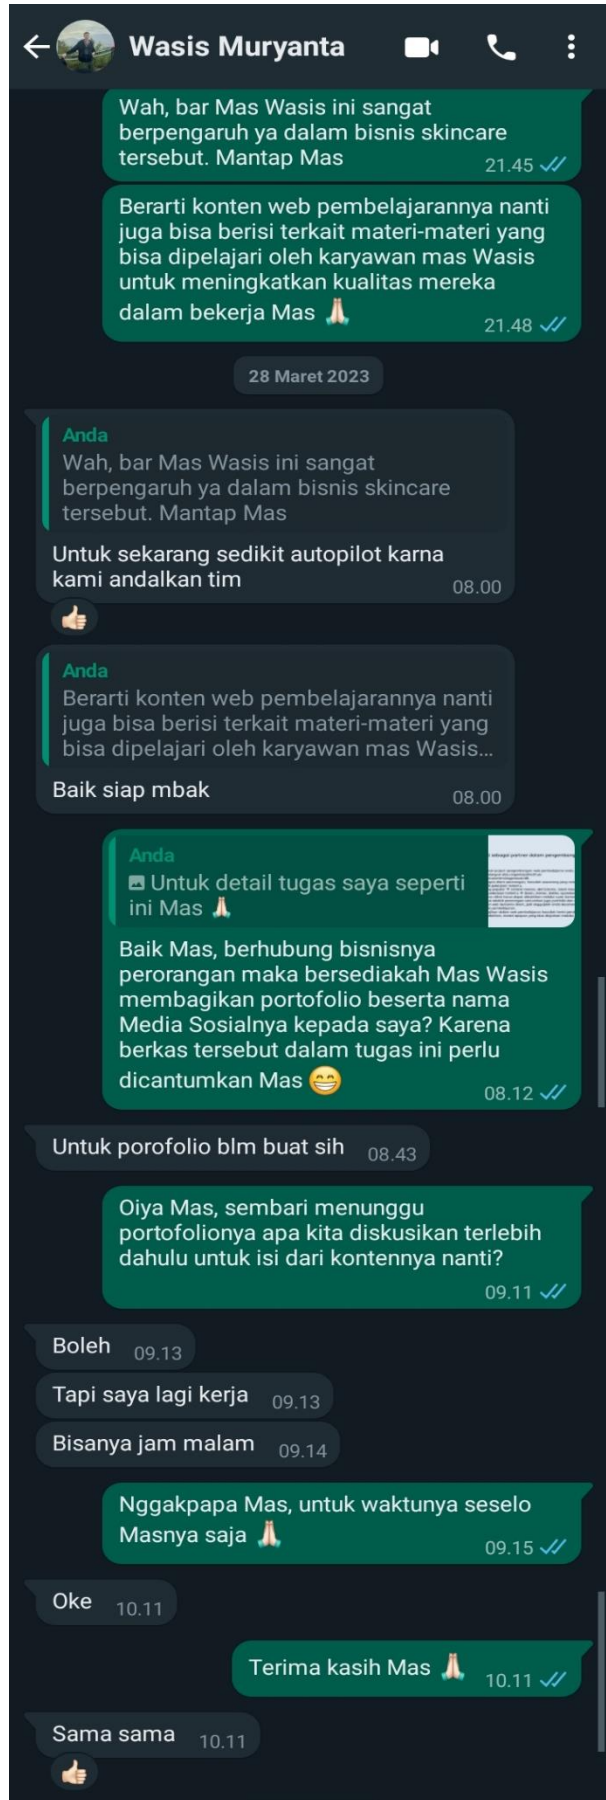 Wasis Muryanta
Wah, bar Mas Wasis ini sangat
berpengaruh ya dalam bisnis skincare
tersebut. Mantap Mas
21.45
Berarti konten web pembelajarannya nanti
juga bisa berisi terkait materi-materi yang
bisa dipelajari oleh karyawan mas Wasis
untuk meningkatkan kualitas mereka
dalam bekerja Mas 🙏🏻
21.48
28 Maret 2023
Anda
Wah, bar Mas Wasis ini sangat
berpengaruh ya dalam bisnis skincare
tersebut. Mantap Mas
Untuk sekarang sedikit autopilot karna
kami andalkan tim
08.00
Anda
Berarti konten web pembelajarannya nanti
juga bisa berisi terkait materi-materi yang
bisa dipelajari oleh karyawan mas Wasis...
Baik siap mbak
08.00
Anda
Untuk detail tugas saya seperti
ini Mas 🙏🏻
Baik Mas, berhubung bisnisnya
perorangan maka bersediakah Mas Wasis
membagikan portofolio beserta nama
Media Sosialnya kepada saya? Karena
berkas tersebut dalam tugas ini perlu
dicantumkan Mas 😁
08.12
Untuk porofolio blm buat sih 08.43
Oiya Mas, sembari menunggu
portofolionya apa kita diskusikan terlebih
dahulu untuk isi dari kontennya nanti?
09.11
Boleh 09.13
Tapi saya lagi kerja 09.13
Bisanya jam malam 09.14
Nggakpapa Mas, untuk waktunya seselo
Masnya saja 🙏🏻
09.15
Oke 10.11
Terima kasih Mas 🙏🏻 10.11
Sama sama 10.11